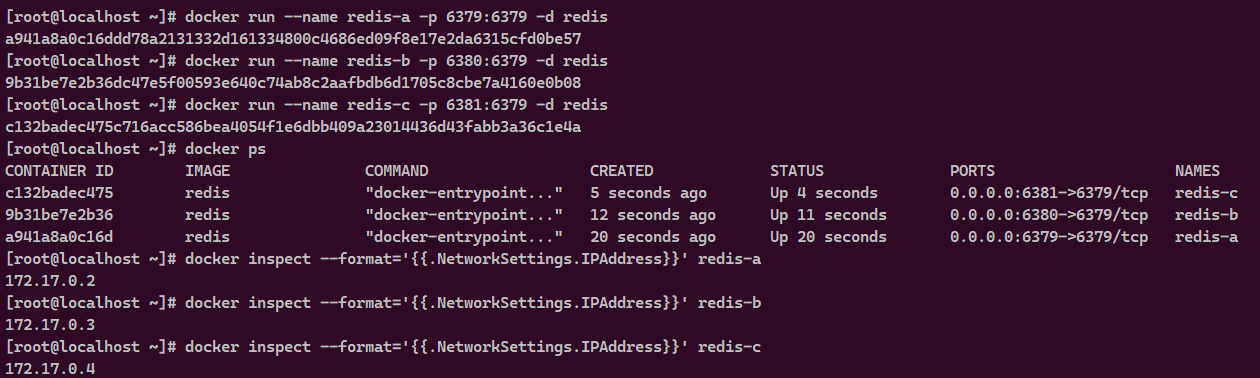 [root@localhost ~]# docker run --name redis-a -p 6379:6379 -d redis
a941a8a0c16ddd78a2131332d161334800c4686ed09f8e17e2da6315cfd0be57
[root@localhost ~]# docker run --name redis-b -p 6380:6379 -d redis
9b31be7e2b36dc47e5f00593e640c74ab8c2aafbdb6d1705c8cbe7a4160e0b08
[root@localhost ~]# docker run --name redis-c -p 6381:6379 -d redis
c132badec475c716acc586bea4054f1e6dbb409a23014436d43fabb3a36c1e4a
[root@localhost ~]# docker ps
CONTAINER ID        IMAGE               COMMAND                  CREATED             STATUS              PORTS                    NAMES
c132badec475        redis               "docker-entrypoint..."   5 seconds ago       Up 4 seconds        0.0.0.0:6381->6379/tcp   redis-c
9b31be7e2b36        redis               "docker-entrypoint..."   12 seconds ago      Up 11 seconds       0.0.0.0:6380->6379/tcp   redis-b
a941a8a0c16d        redis               "docker-entrypoint..."   20 seconds ago      Up 20 seconds       0.0.0.0:6379->6379/tcp   redis-a
[root@localhost ~]# docker inspect --format='{{.NetworkSettings.IPAddress}}' redis-a
172.17.0.2
[root@localhost ~]# docker inspect --format='{{.NetworkSettings.IPAddress}}' redis-b
172.17.0.3
[root@localhost ~]# docker inspect --format='{{.NetworkSettings.IPAddress}}' redis-c
172.17.0.4